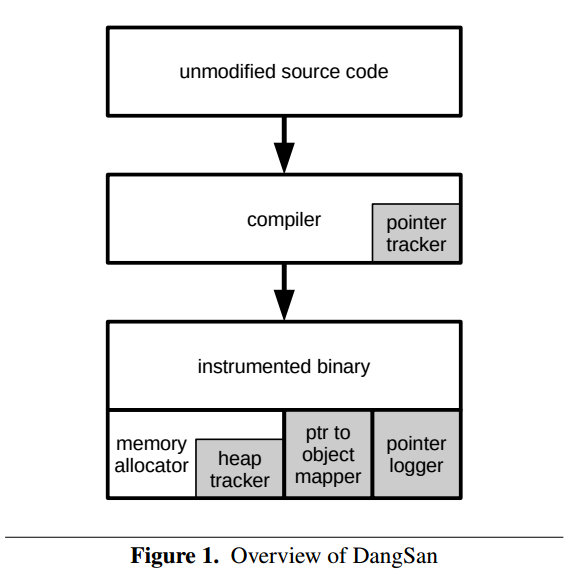 unmodified source code
compiler
pointer
tracker
instrumented binary
memory
allocator
heap
tracker
ptr to
object
mapper
pointer
logger
Figure 1. Overview of DangSan